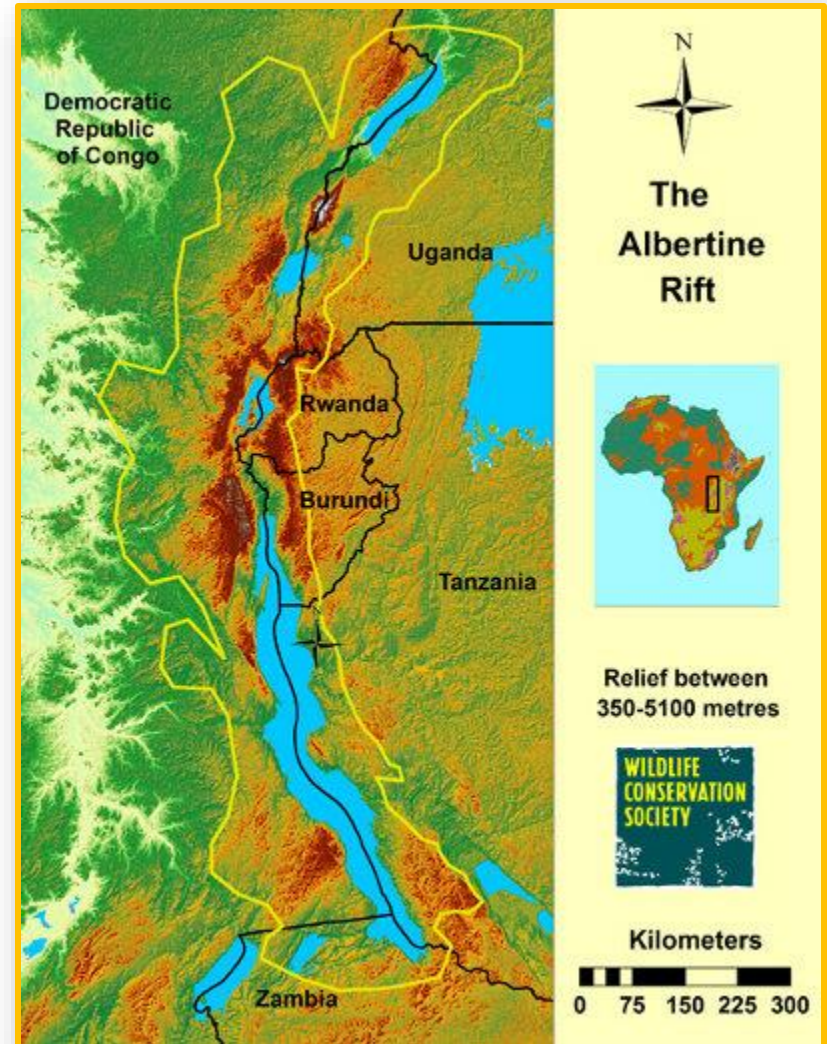 Democratic
Republic
of Congo
Uganda
Rwanda
Burundi
Tanzania
Zambia
N
The
Albertine
Rift
Relief between
350-5100 metres
WILDLIFE
CONSERVATION
SOCIETY
Kilometers
0 75 150 225 300